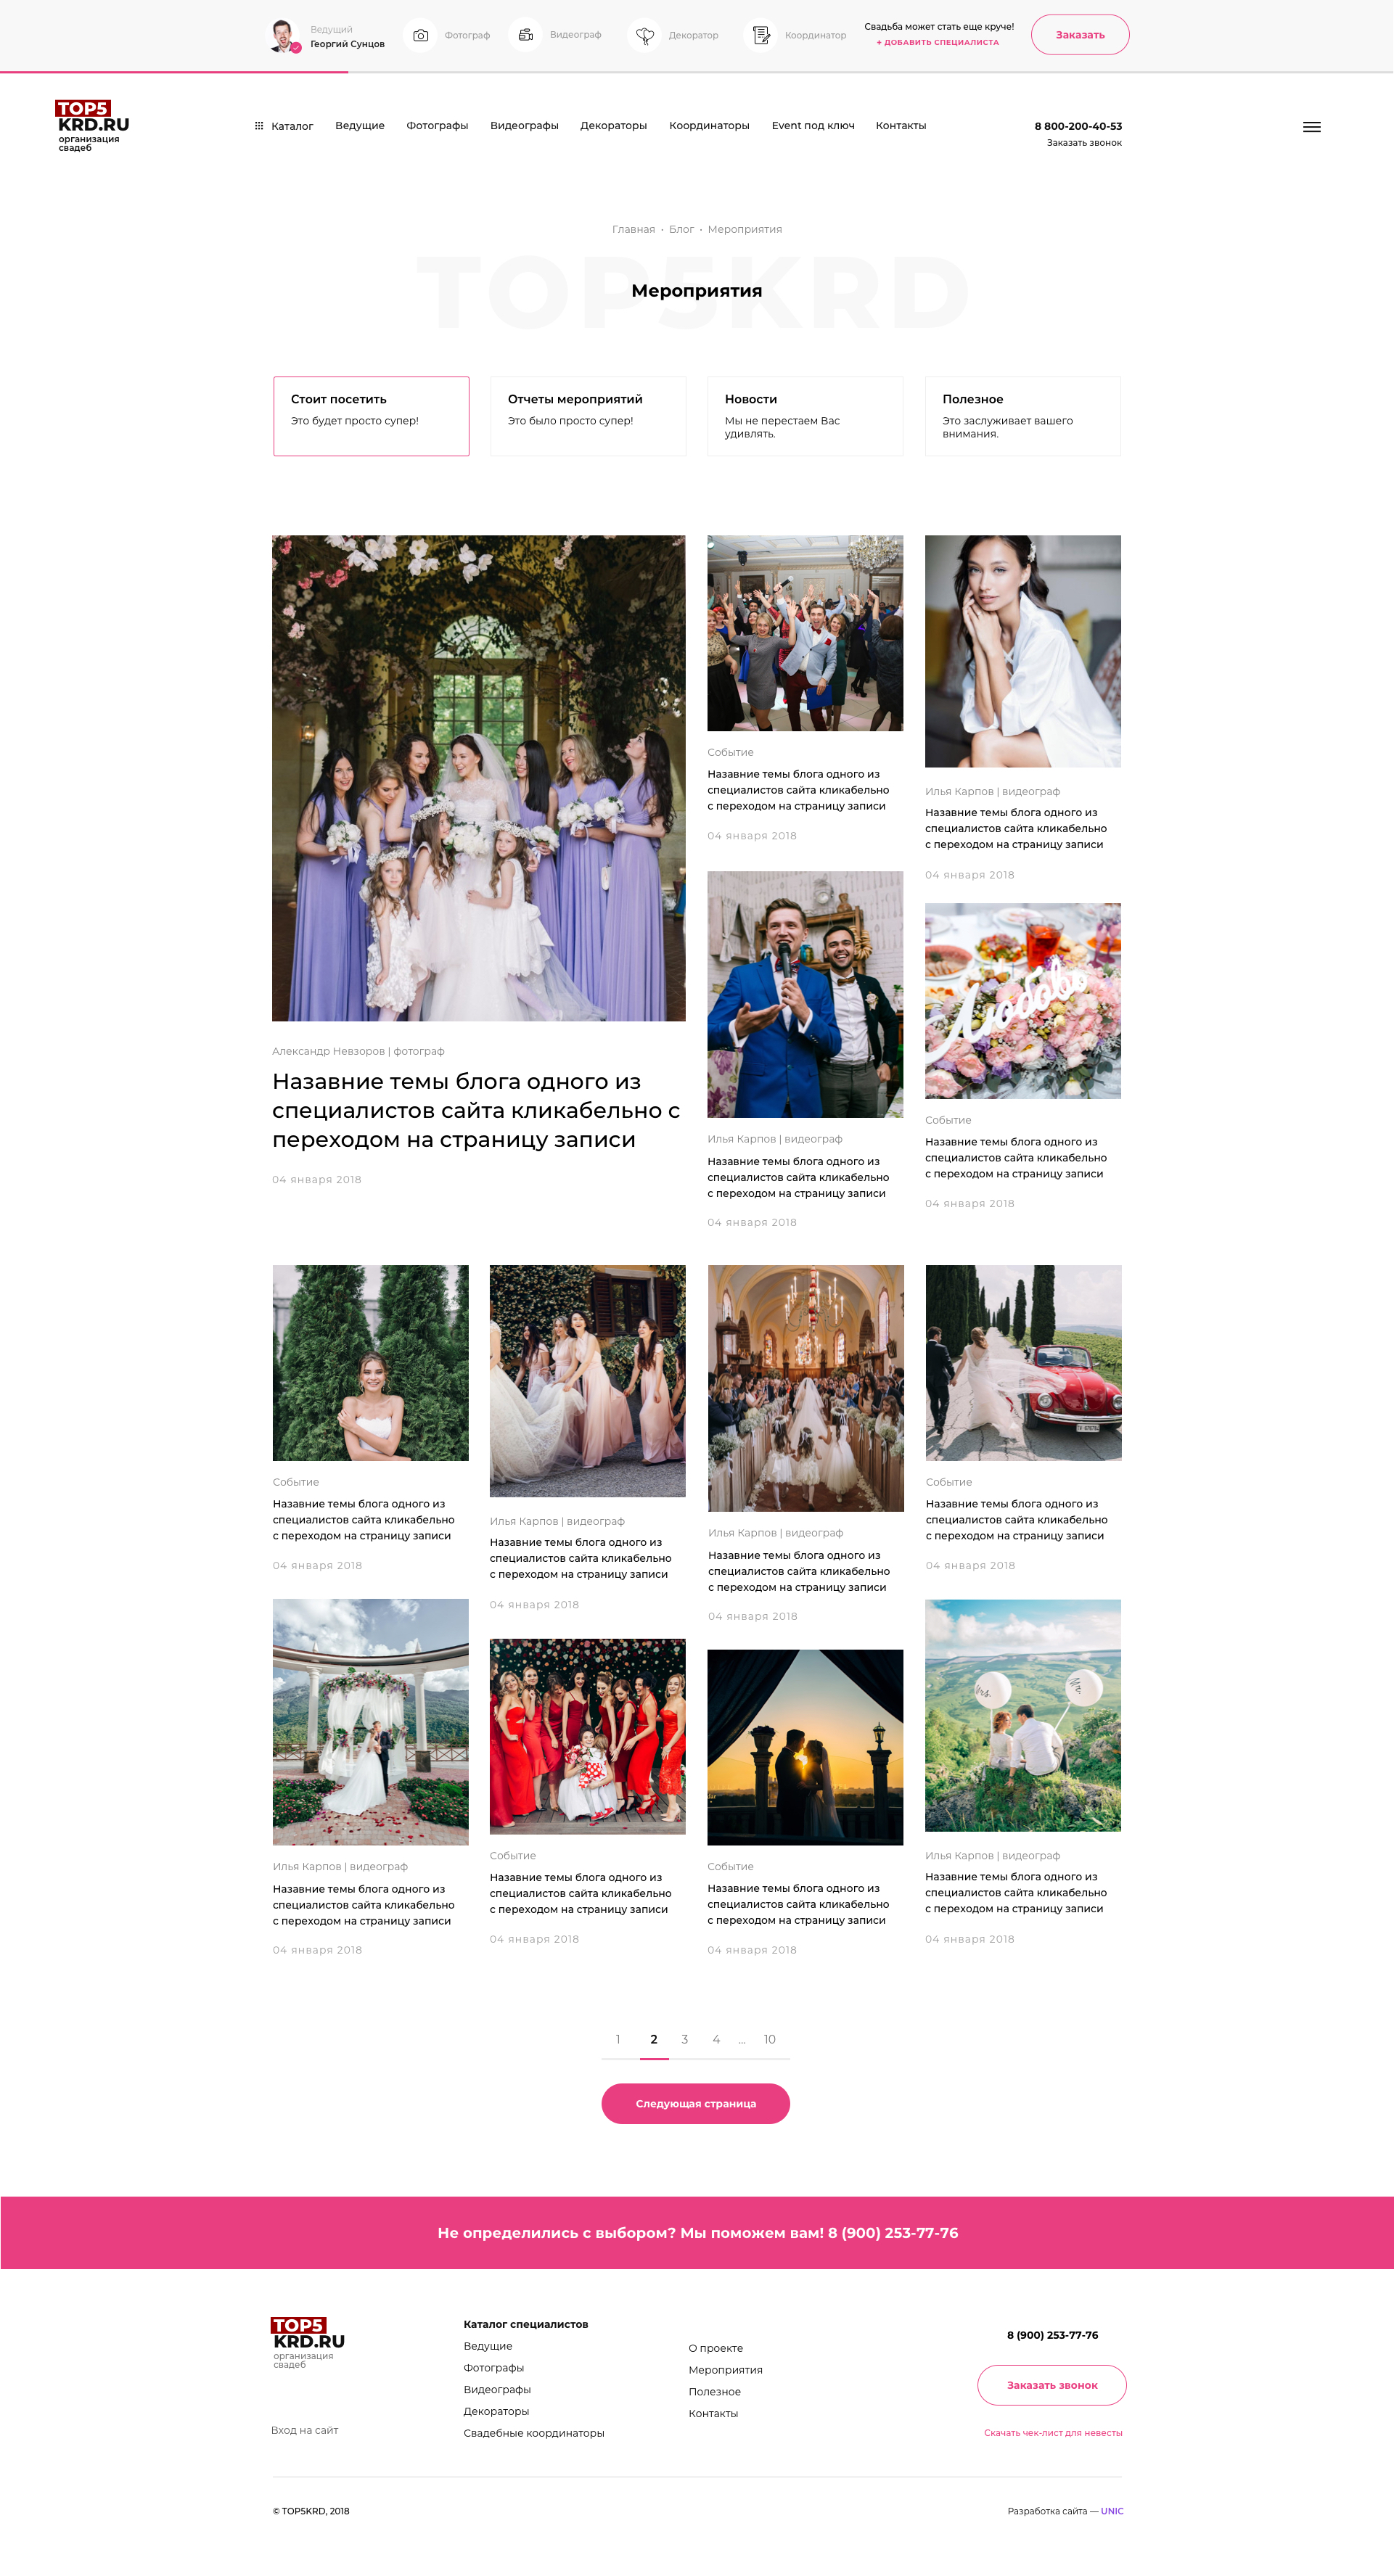 Ведущий
Георгий Сунцов
Фотограф
Видеограф
Декоратор
Координатор
Свадьба может стать еще круче!
+ ДОБАВИТЬ СПЕЦИАЛИСТА
Заказать
TOP5
KRD.RU
организация
свадеб
Каталог
Ведущие
Фотографы
Видеографы
Декораторы
Координаторы
Event под ключ
Контакты
8 800-200-40-53
Заказать звонок
Главная • Блог • Мероприятия
TOP5KRD
Мероприятия
Стоит посетить
Это будет просто супер!
Отчеты мероприятий
Это было просто супер!
Новости
Мы не перестаем Вас
удивлять.
Полезное
Это заслуживает вашего
внимания.
Александр Невзоров | фотограф
Назавние темы блога одного из
специалистов сайта кликабельно с
переходом на страницу записи
04 января 2018
Событие
Назавние темы блога одного из
специалистов сайта кликабельно
с переходом на страницу записи
04 января 2018
Илья Карпов | видеограф
Назавние темы блога одного из
специалистов сайта кликабельно
с переходом на страницу записи
04 января 2018
Илья Карпов | видеограф
Назавние темы блога одного из
специалистов сайта кликабельно
с переходом на страницу записи
04 января 2018
Любовь
Событие
Назавние темы блога одного из
специалистов сайта кликабельно
с переходом на страницу записи
04 января 2018
Событие
Назавние темы блога одного из
специалистов сайта кликабельно
с переходом на страницу записи
04 января 2018
Илья Карпов | видеограф
Назавние темы блога одного из
специалистов сайта кликабельно
с переходом на страницу записи
04 января 2018
Илья Карпов | видеограф
Назавние темы блога одного из
специалистов сайта кликабельно
с переходом на страницу записи
04 января 2018
Событие
Назавние темы блога одного из
специалистов сайта кликабельно
с переходом на страницу записи
04 января 2018
Илья Карпов | видеограф
Назавние темы блога одного из
специалистов сайта кликабельно
с переходом на страницу записи
04 января 2018
Событие
Назавние темы блога одного из
специалистов сайта кликабельно
с переходом на страницу записи
04 января 2018
Событие
Назавние темы блога одного из
специалистов сайта кликабельно
с переходом на страницу записи
04 января 2018
Mrs.
Mr.
Илья Карпов | видеограф
Назавние темы блога одного из
специалистов сайта кликабельно
с переходом на страницу записи
04 января 2018
1 2 3 4 ... 10
Следующая страница
Не определились с выбором? Мы поможем вам! 8 (900) 253-77-76
TOP5
KRD.RU
организация
свадеб
Вход на сайт
Каталог специалистов
Ведущие
Фотографы
Видеографы
Декораторы
Свадебные координаторы
О проекте
Мероприятия
Полезное
Контакты
8 (900) 253-77-76
Заказать звонок
Скачать чек-лист для невесты
© TOP5KRD, 2018
Разработка сайта — UNIC